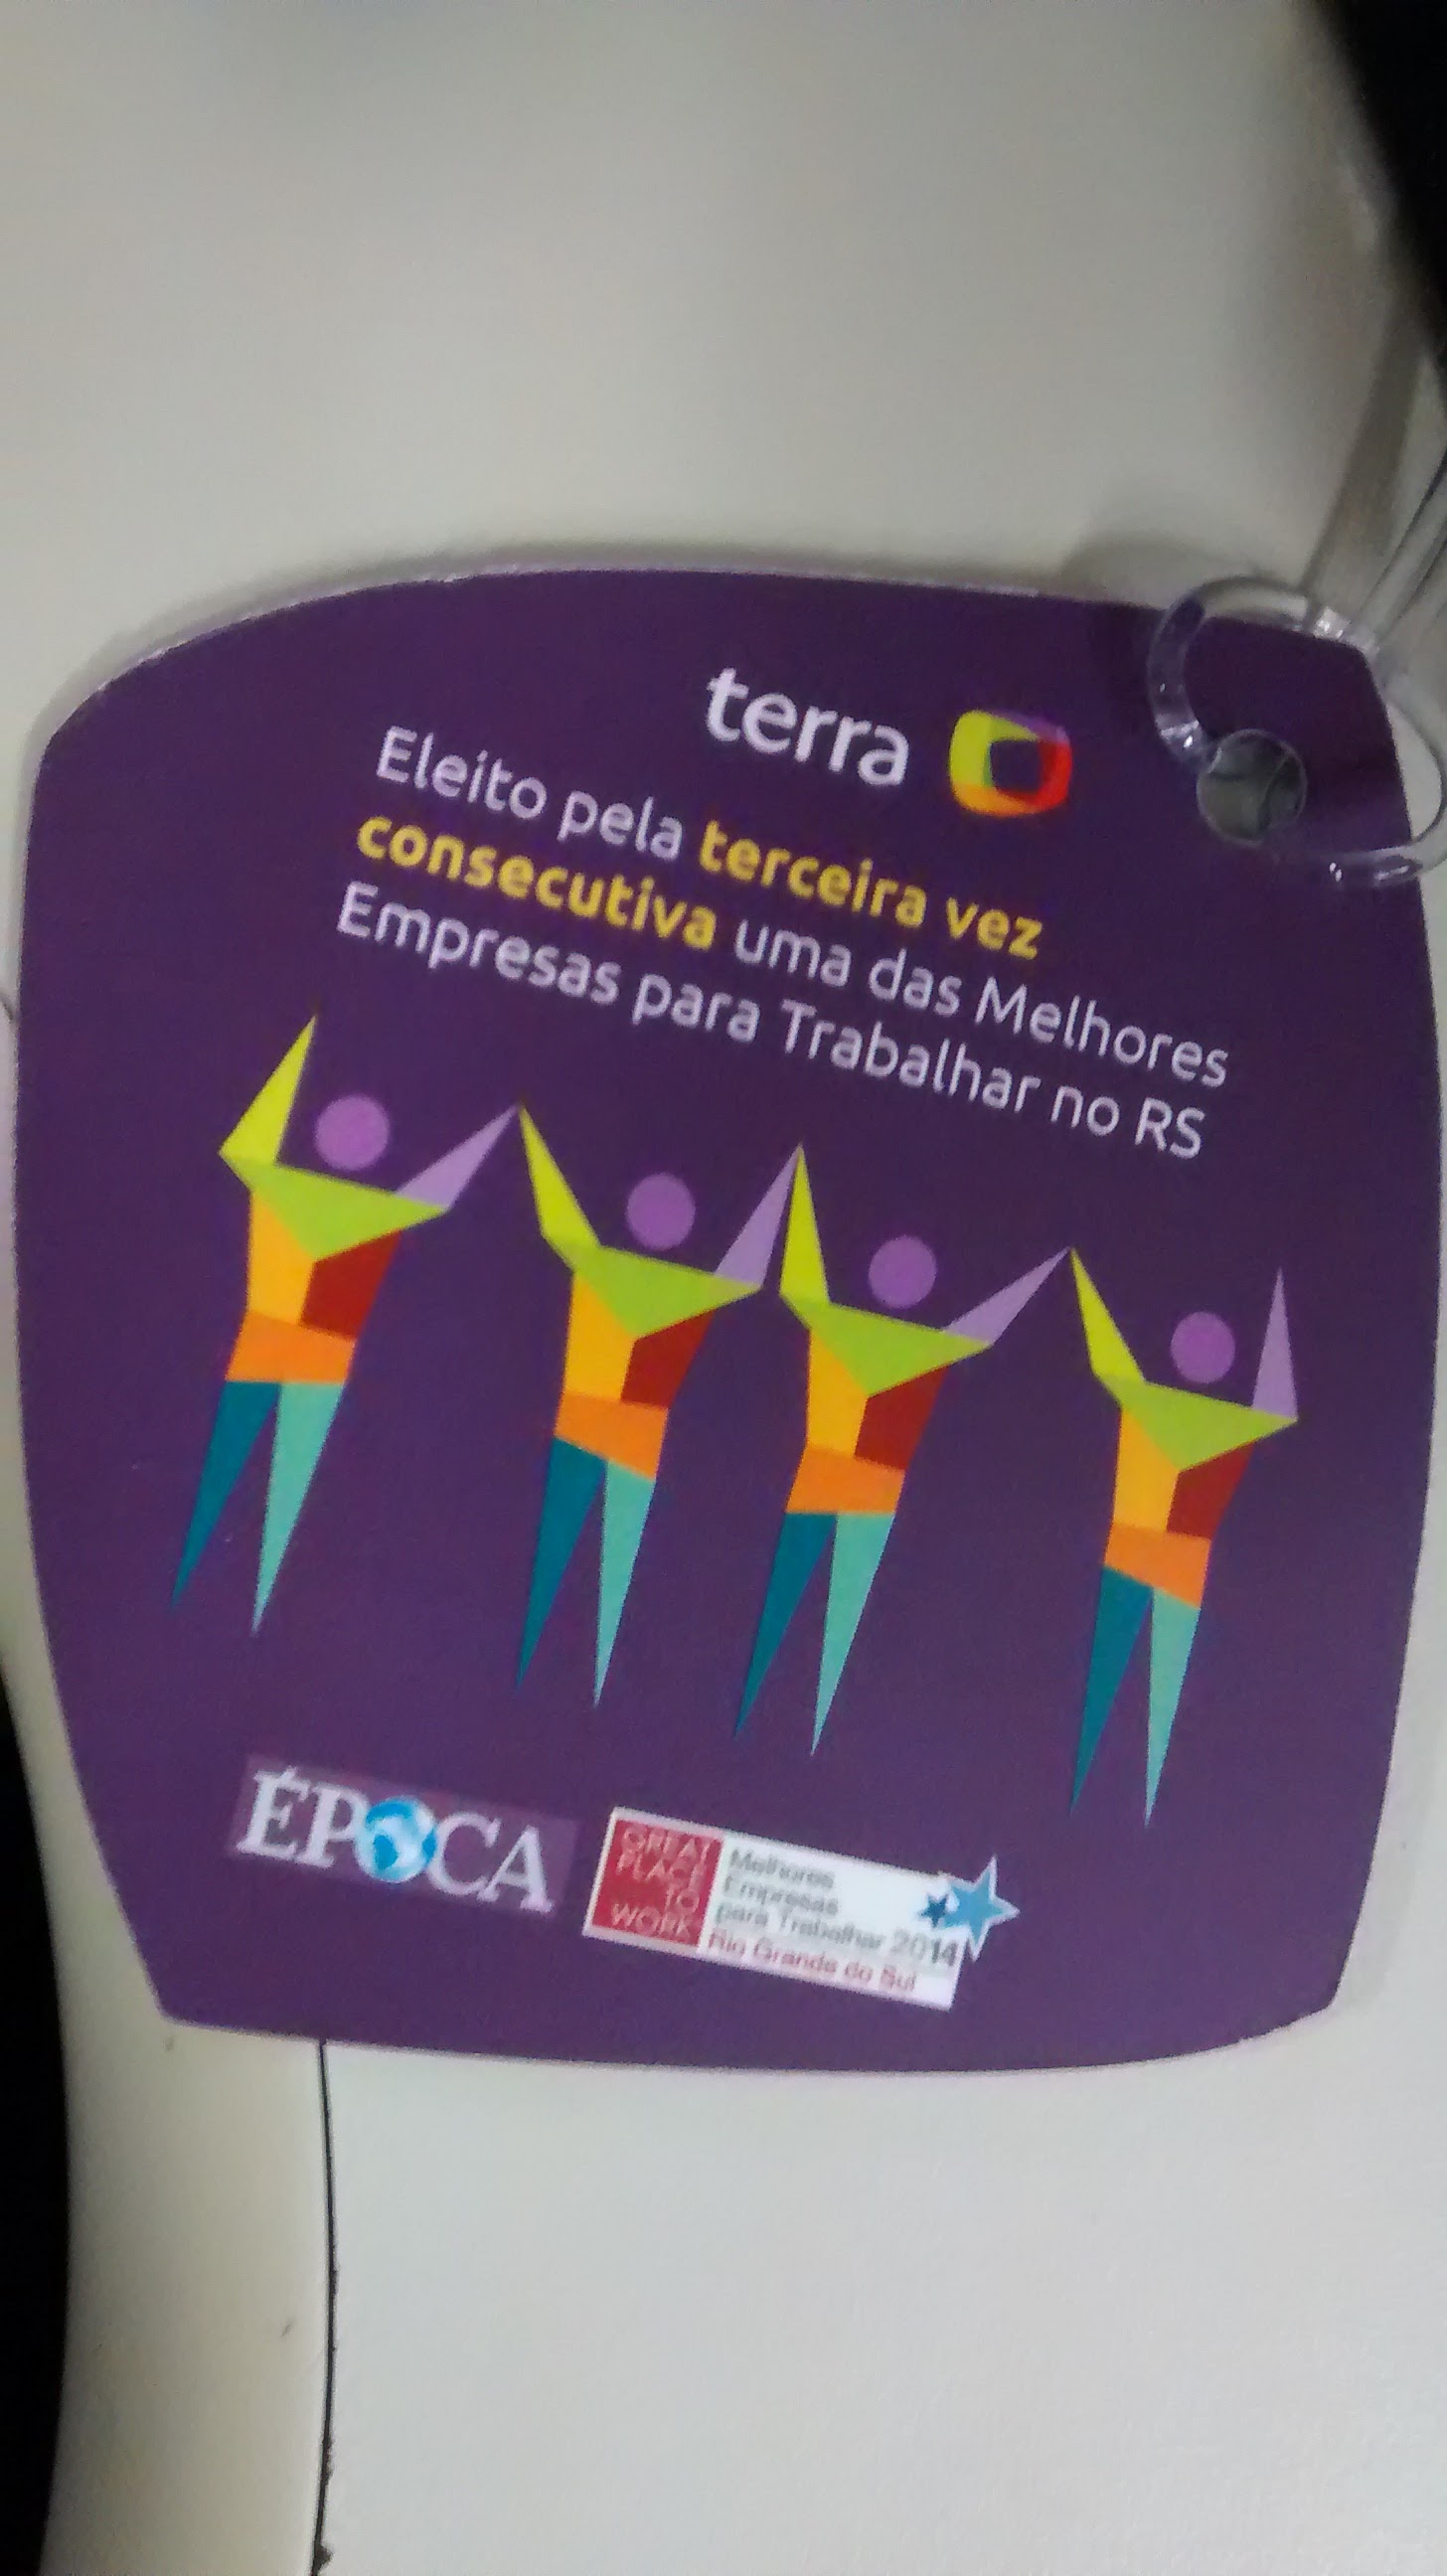 terra
Eleito pela terceira vez
consecutiva uma das Melhores
Empresas para Trabalhar no RS
ÉPOCA
GREAT
PLACE
TO
WORK
Melhores
Empresas
para Trabalhar 2014
Rio Grande do Sul